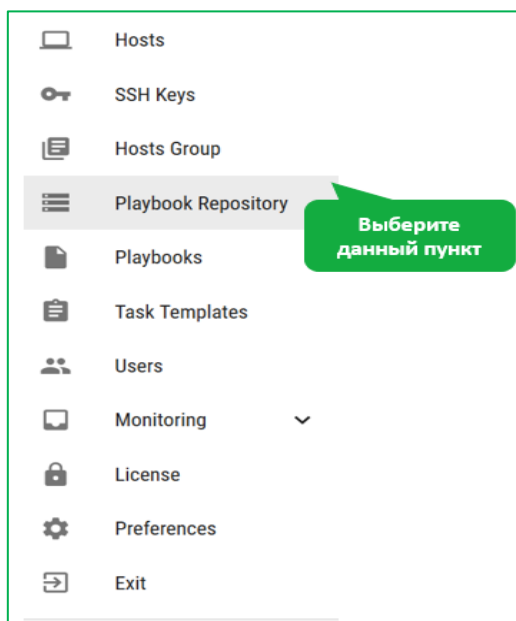 Hosts
SSH Keys
Hosts Group
Playbook Repository
Выберите
данный пункт
Playbooks
Task Templates
Users
Monitoring
License
Preferences
Exit